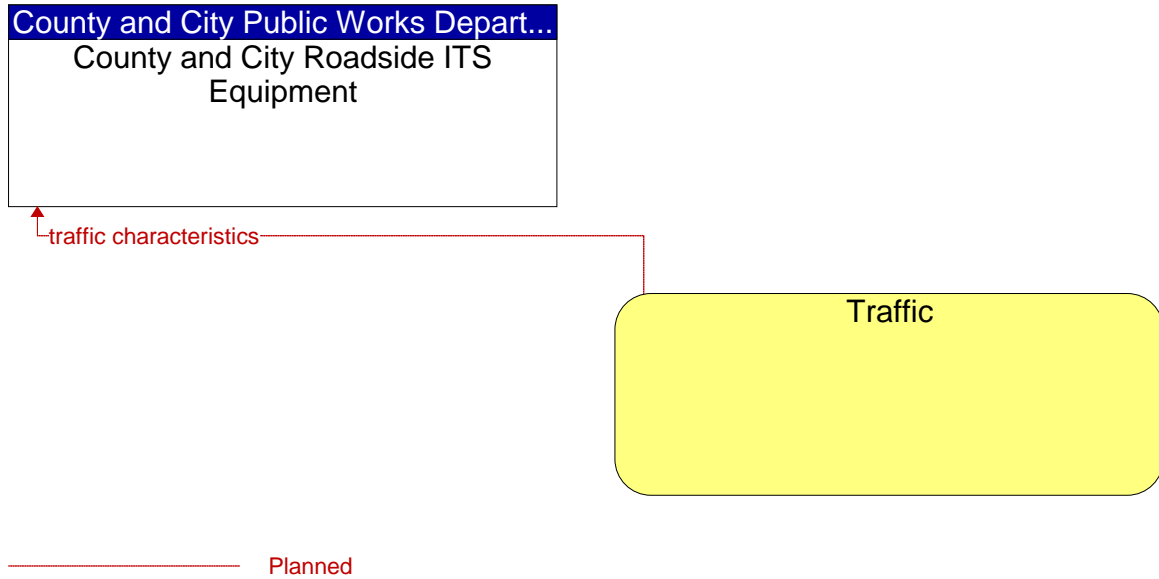 County and City Public Works Depart...
County and City Roadside ITS
Equipment
traffic characteristics
Traffic
Planned